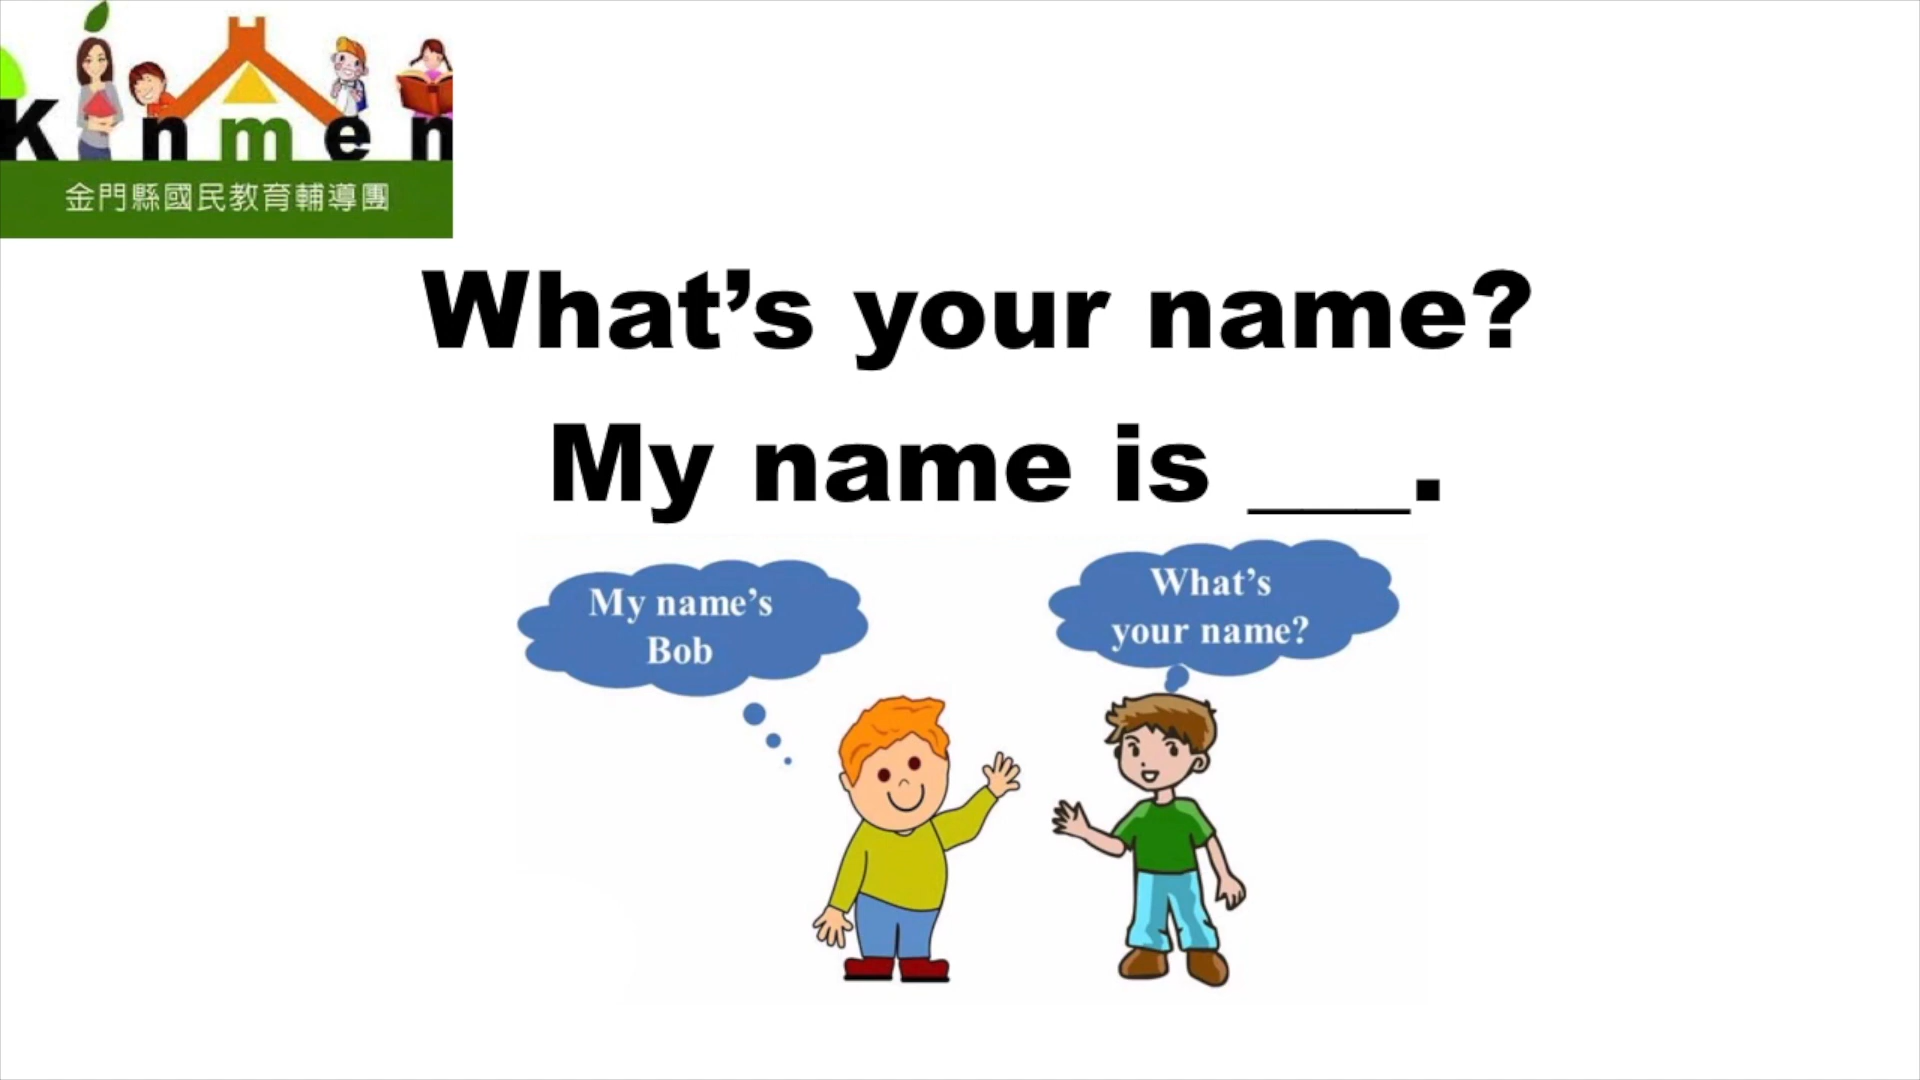 Kinmen
金門縣國民教育輔導團
What’s your name?
My name is ___.
My name’s
Bob
What’s
your name?